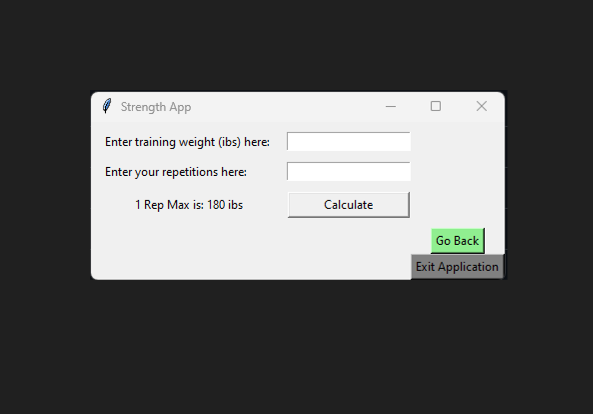 Strength App
Enter training weight (ibs) here:
Enter your repetitions here:
1 Rep Max is: 180 ibs
Calculate
Go Back
Exit Application